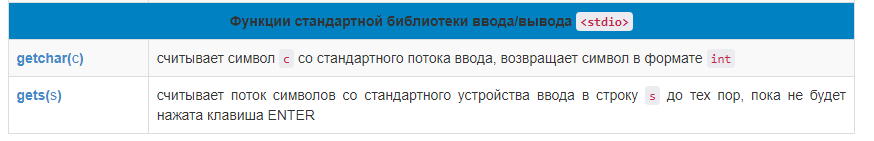 Функции стандартной библиотеки ввода/вывода <stdio>
getchar(c) считывает символ c со стандартного потока ввода, возвращает символ в формате int
gets(s) считывает поток символов со стандартного устройства ввода в строку s до тех пор, пока не будет
нажата клавиша ENTER